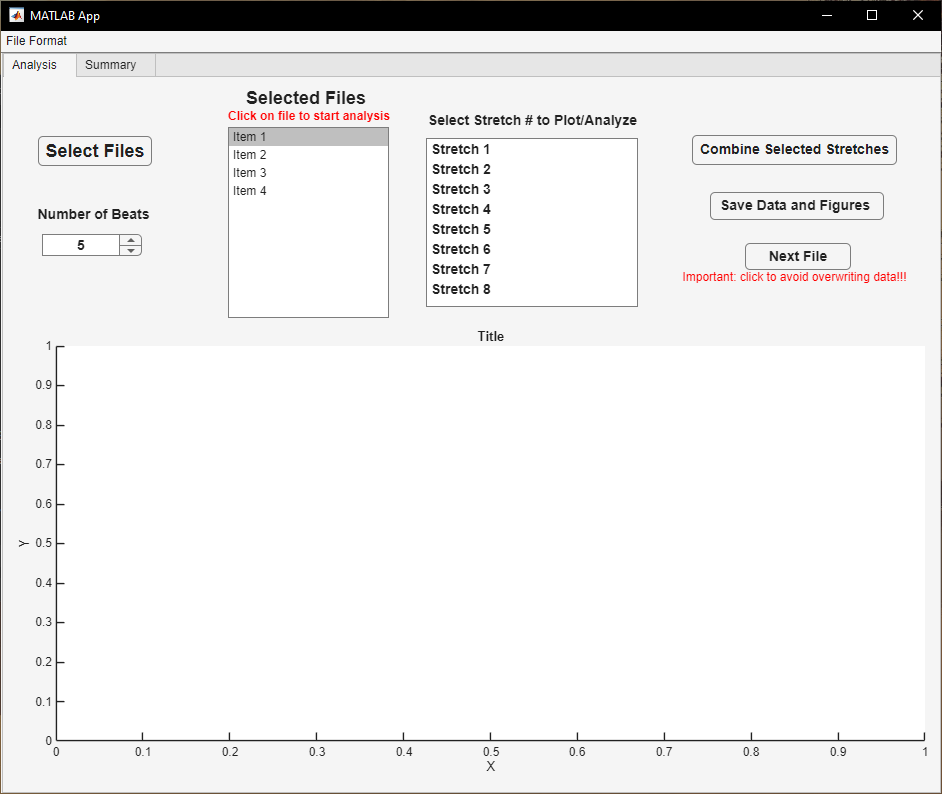 MATLAB App
File Format
Analysis
Summary
Selected Files
Click on file to start analysis
Item 1
Item 2
Item 3
Item 4
Select Files
Number of Beats
5
Select Stretch # to Plot/Analyze
Stretch 1
Stretch 2
Stretch 3
Stretch 4
Stretch 5
Stretch 6
Stretch 7
Stretch 8
Combine Selected Stretches
Save Data and Figures
Next File
Important: click to avoid overwriting data!!!
Title
1
0.9
0.8
0.7
0.6
0.5
0.4
0.3
0.2
0.1
0
Y
0 0.1 0.2 0.3 0.4 0.5 0.6 0.7 0.8 0.9 1
X